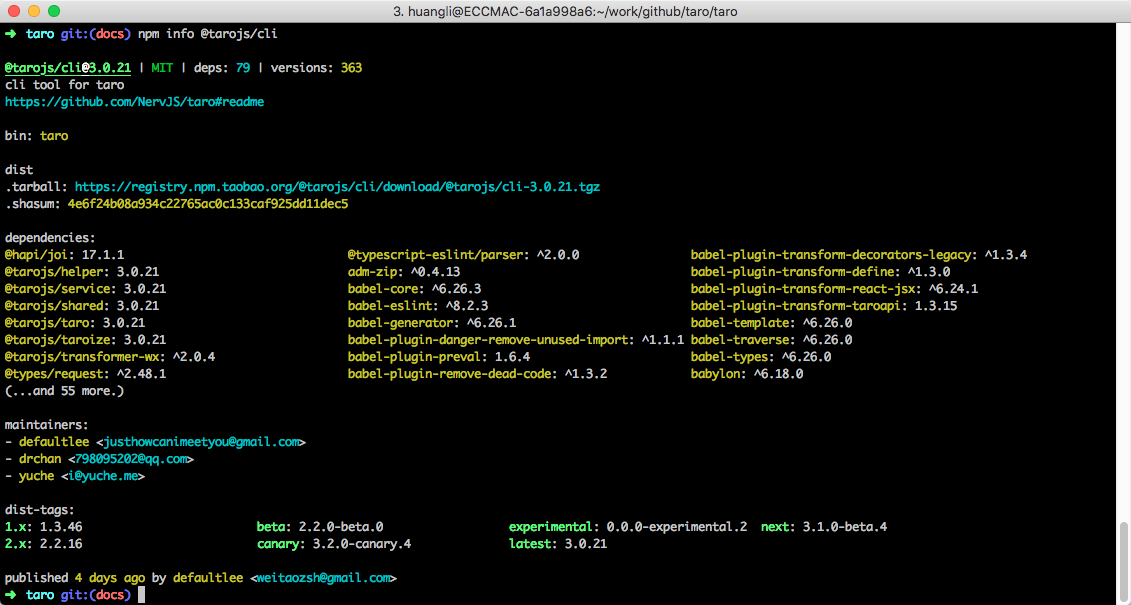 3. huangli@ECCMAC-6a1a998a6:~/work/github/taro/taro
➜ taro git:(docs) npm info @tarojs/cli
@tarojs/cli@3.0.21 | MIT | deps: 79 | versions: 363
cli tool for taro
https://github.com/NervJS/taro#readme
bin: taro
dist
.tarball: https://registry.npm.taobao.org/@tarojs/cli/download/@tarojs/cli-3.0.21.tgz
.shasum: 4e6f24b08a934c22765ac0c133caf925dd11dec5
dependencies:
@hapi/joi: 17.1.1 @typescript-eslint/parser: ^2.0.0 babel-plugin-transform-decorators-legacy: ^1.3.4
@tarojs/helper: 3.0.21 adm-zip: ^0.4.13 babel-plugin-transform-define: ^1.3.0
@tarojs/service: 3.0.21 babel-core: ^6.26.3 babel-plugin-transform-react-jsx: ^6.24.1
@tarojs/shared: 3.0.21 babel-eslint: ^8.2.3 babel-plugin-transform-taroapi: 1.3.15
@tarojs/taro: 3.0.21 babel-generator: ^6.26.1 babel-template: ^6.26.0
@tarojs/taroize: 3.0.21 babel-plugin-danger-remove-unused-import: ^1.1.1 babel-traverse: ^6.26.0
@tarojs/transformer-wx: ^2.0.4 babel-plugin-preval: 1.6.4 babel-types: ^6.26.0
@types/request: ^2.48.1 babel-plugin-remove-dead-code: ^1.3.2 babylon: ^6.18.0
(...and 55 more.)
maintainers:
- defaultlee <justhowcanimeetyou@gmail.com>
- drchan <798095202@qq.com>
- yuche <i@yuche.me>
dist-tags:
1.x: 1.3.46 beta: 2.2.0-beta.0 experimental: 0.0.0-experimental.2 next: 3.1.0-beta.4
2.x: 2.2.16 canary: 3.2.0-canary.4 latest: 3.0.21
published 4 days ago by defaultlee <weitaozsh@gmail.com>
➜ taro git:(docs)